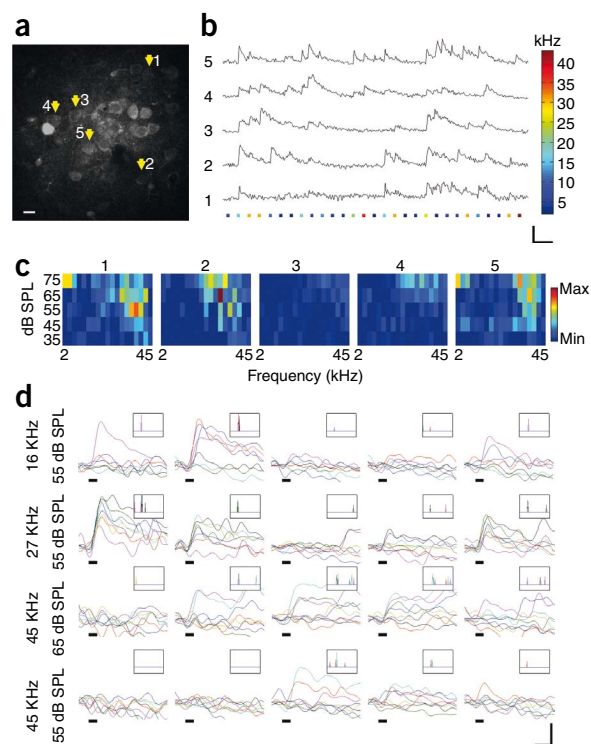 a
1
3
4
5
2
b
5
4
3
2
1
kHz
40
35
30
25
20
15
10
5
c
1 2 3 4 5
dB SPL
75
65
55
45
35
2 45 2 45 2 45 2 45 2 45
Max
Min
Frequency (kHz)
d
16 KHz
55 dB SPL
27 KHz
55 dB SPL
45 KHz
65 dB SPL
45 KHz
55 dB SPL